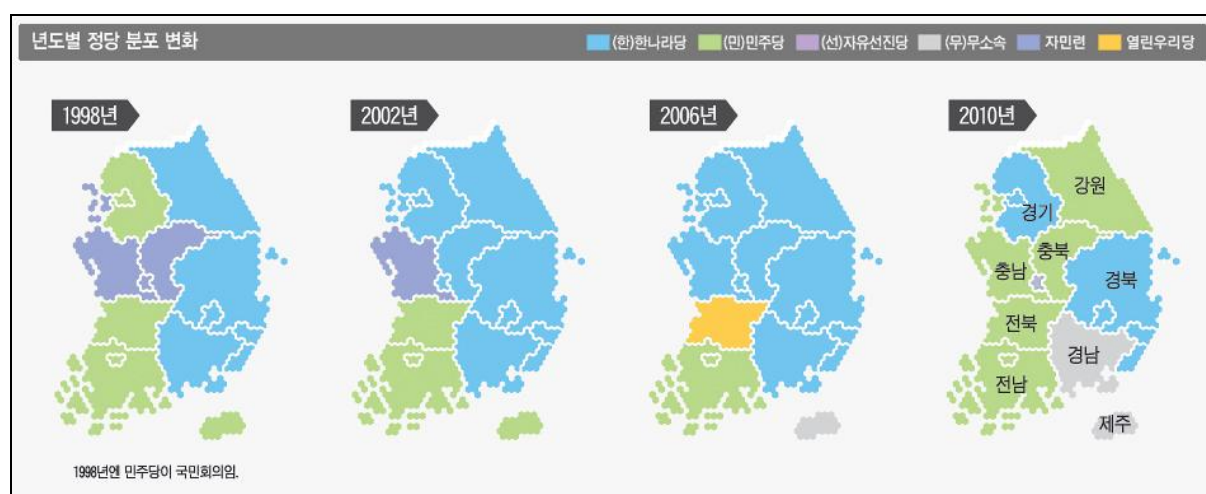 년도별 정당 분포 변화
(한)한나라당 (민)민주당 (선)자유선진당 (무)무소속 자민련 열린우리당
1998년 2002년 2006년 2010년
강원
경기
충북
충남
경북
전북
경남
전남
제주
1998년엔 민주당이 국민회의임.